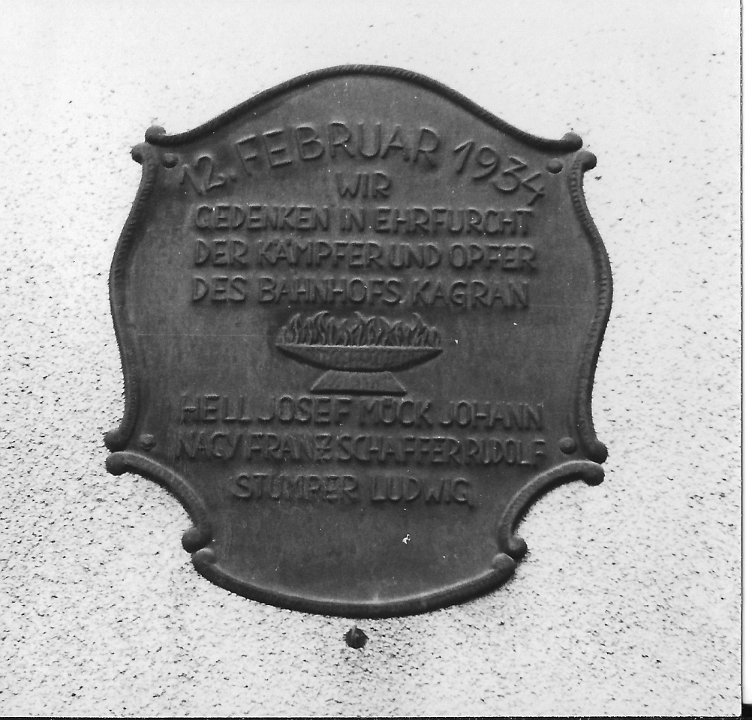 12. FEBRUAR 1934
WIR
GEDENKEN IN EHRFURCHT
DER KÄMPFER UND OPFER
DES BAHNHOFS KAGRAN
HELL JOSEF MÜCK JOHANN
NAGY FRANZ SCHAFFER RUDOLF
STUMPER LUDWIG